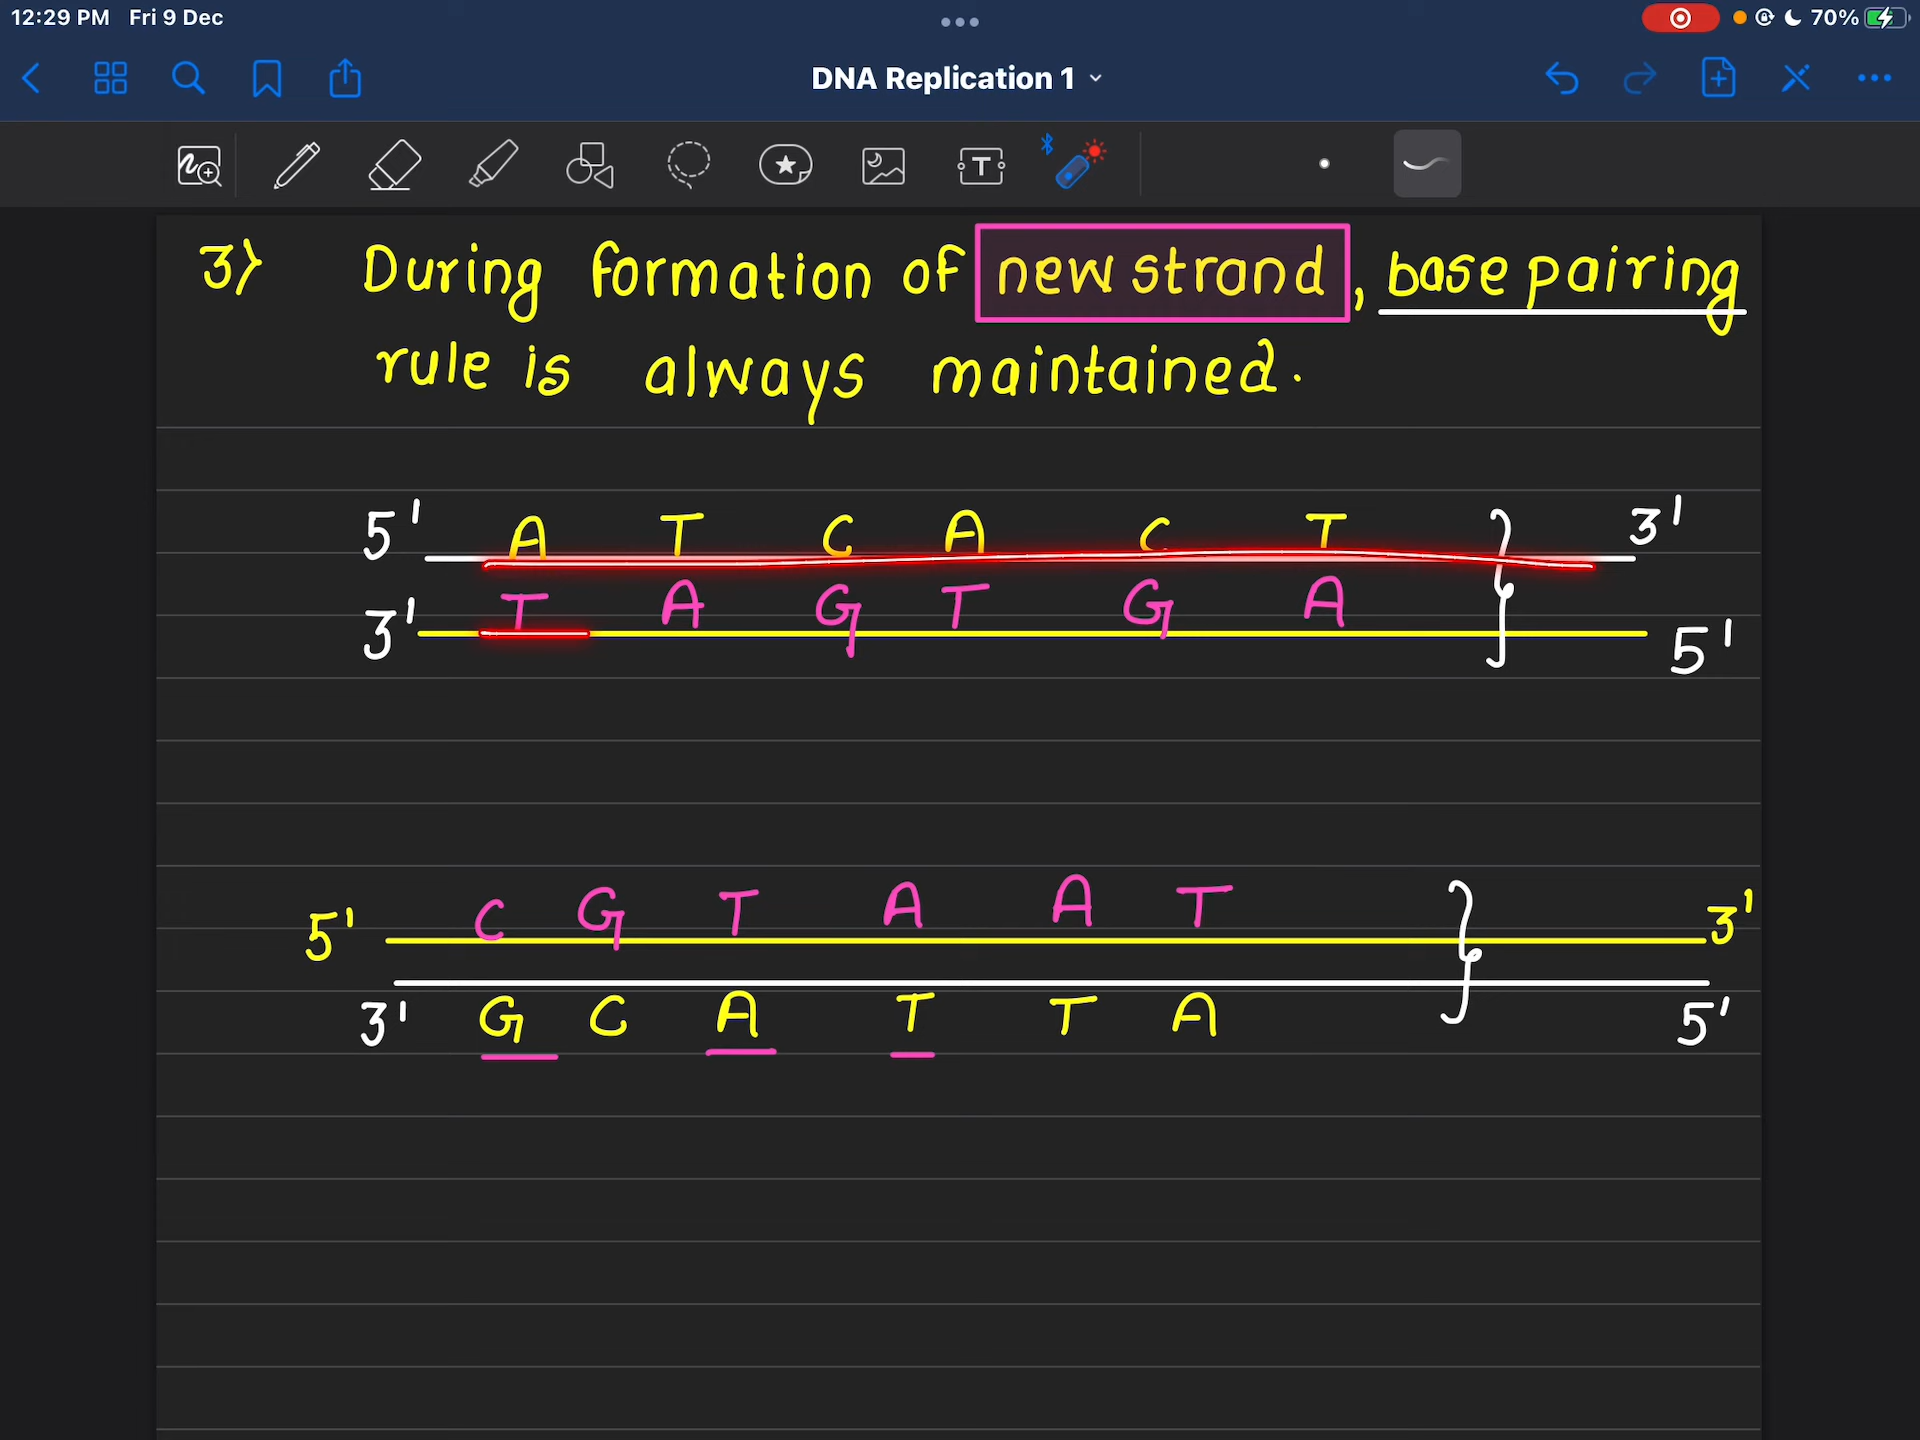 12:29 PM Fri 9 Dec
70%
DNA Replication 1
T
3) During formation of new strand, base pairing
rule is always maintained.
5' A T C A C T 3'
3' T A G T G A 5'
5' C G T A A T 3'
3' G C A T T A 5'